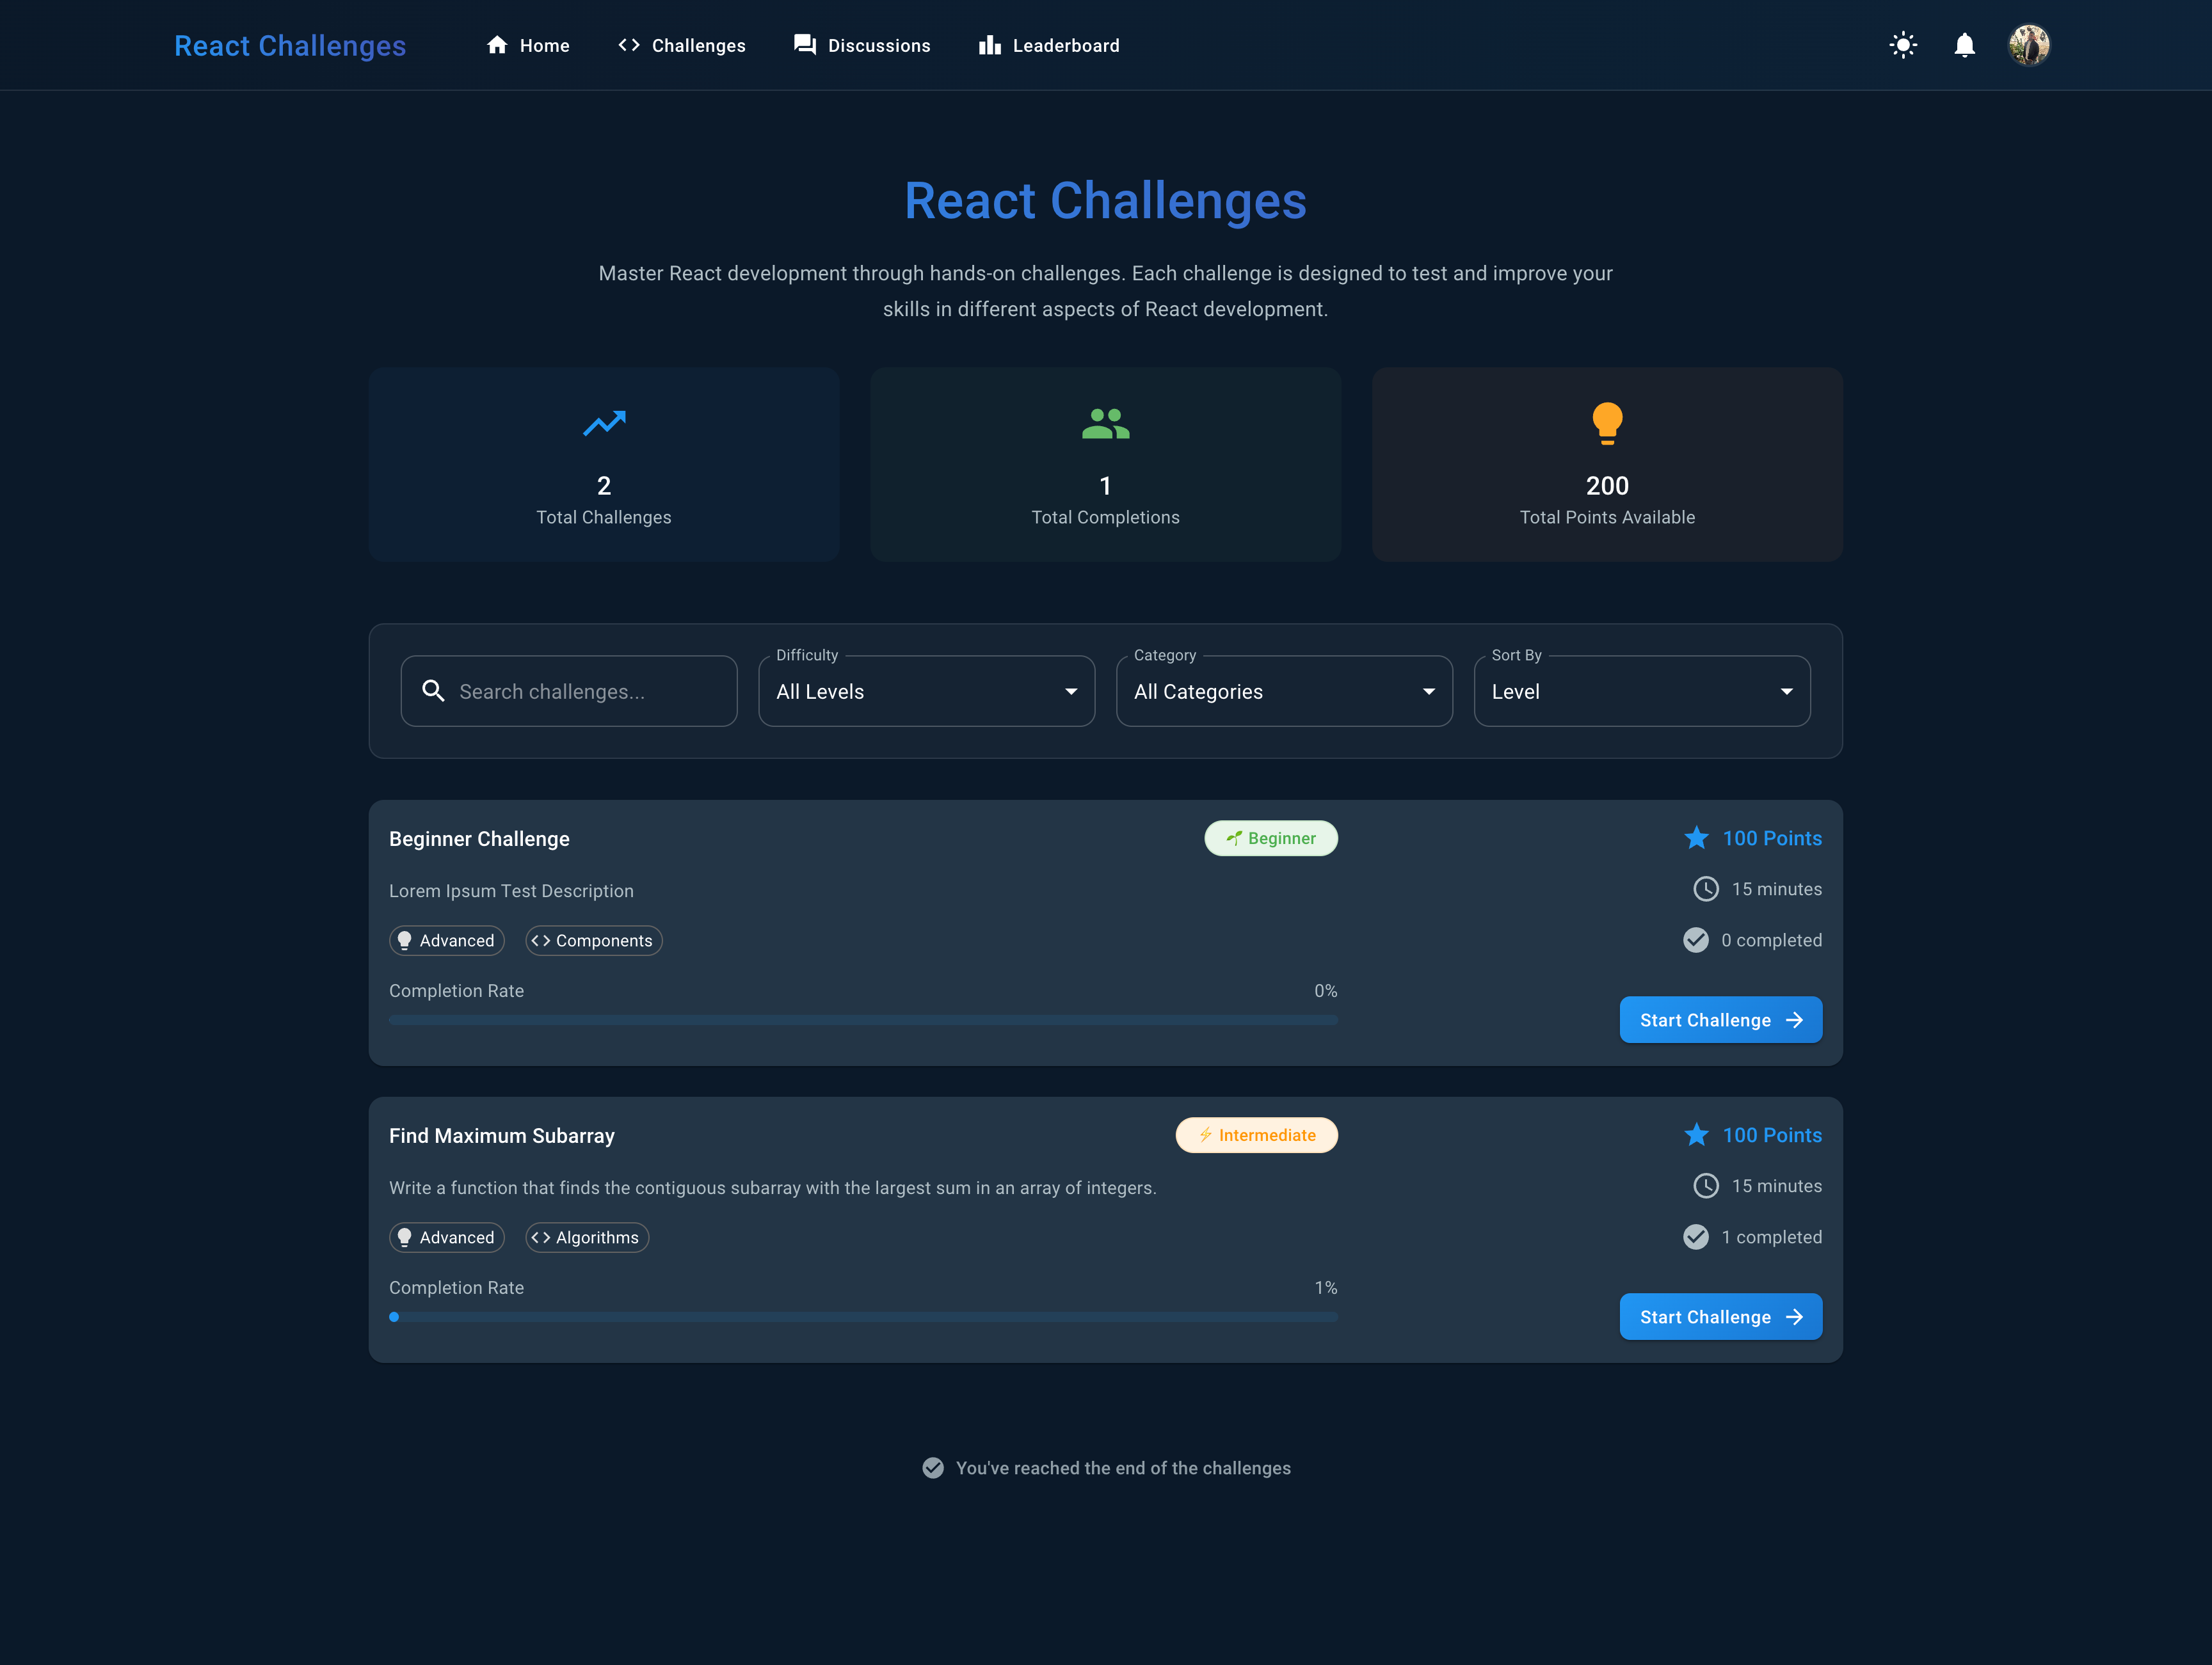 React Challenges
Home
Challenges
Discussions
Leaderboard
React Challenges
Master React development through hands-on challenges. Each challenge is designed to test and improve your
skills in different aspects of React development.
2
Total Challenges
1
Total Completions
200
Total Points Available
Search challenges...
Difficulty
All Levels
Category
All Categories
Sort By
Level
Beginner Challenge
Beginner
Lorem Ipsum Test Description
Advanced
Components
Completion Rate
0%
100 Points
15 minutes
0 completed
Start Challenge
Find Maximum Subarray
Intermediate
Write a function that finds the contiguous subarray with the largest sum in an array of integers.
Advanced
Algorithms
Completion Rate
1%
100 Points
15 minutes
1 completed
Start Challenge
You've reached the end of the challenges